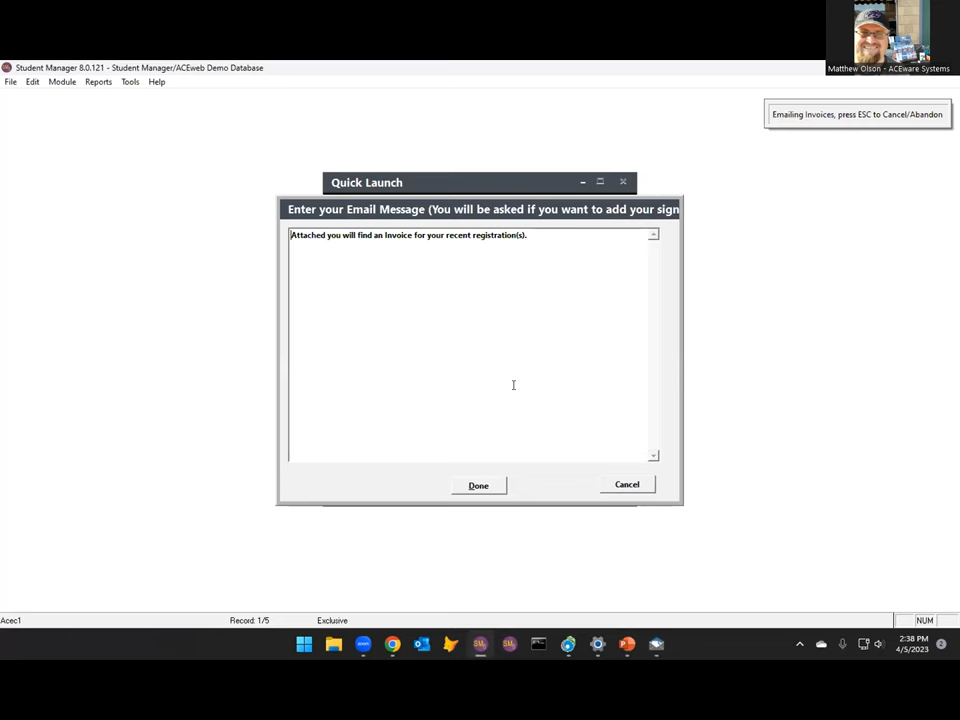 Matthew Olson - ACEware Systems
Student Manager 8.0.121 - Student Manager/ACEweb Demo Database
File Edit Module Reports Tools Help
Emailing Invoices, press ESC to Cancel/Abandon
Quick Launch
Enter your Email Message (You will be asked if you want to add your sign
Attached you will find an Invoice for your recent registration(s).
Done Cancel
Acec1 Record: 1/5 Exclusive NUM
2:38 PM
4/5/2023
2